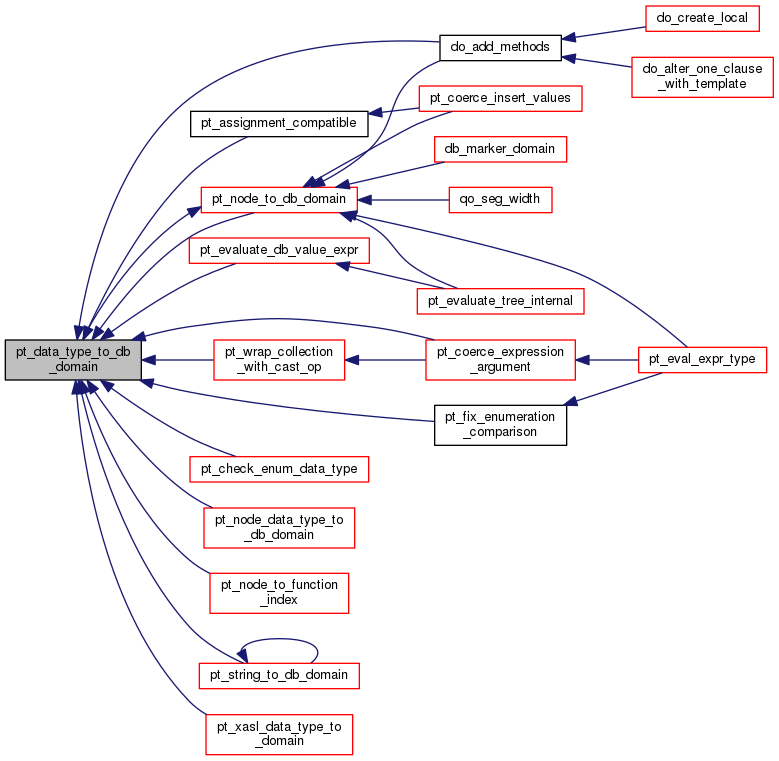 do_create_local
do_add_methods
do_alter_one_clause
_with_template
pt_coerce_insert_values
pt_assignment_compatible
db_marker_domain
pt_node_to_db_domain
qo_seg_width
pt_evaluate_db_value_expr
pt_evaluate_tree_internal
pt_data_type_to_db
_domain
pt_wrap_collection
_with_cast_op
pt_coerce_expression
_argument
pt_eval_expr_type
pt_fix_enumeration
_comparison
pt_check_enum_data_type
pt_node_data_type_to
_db_domain
pt_node_to_function
_index
pt_string_to_db_domain
pt_xasl_data_type_to
_domain